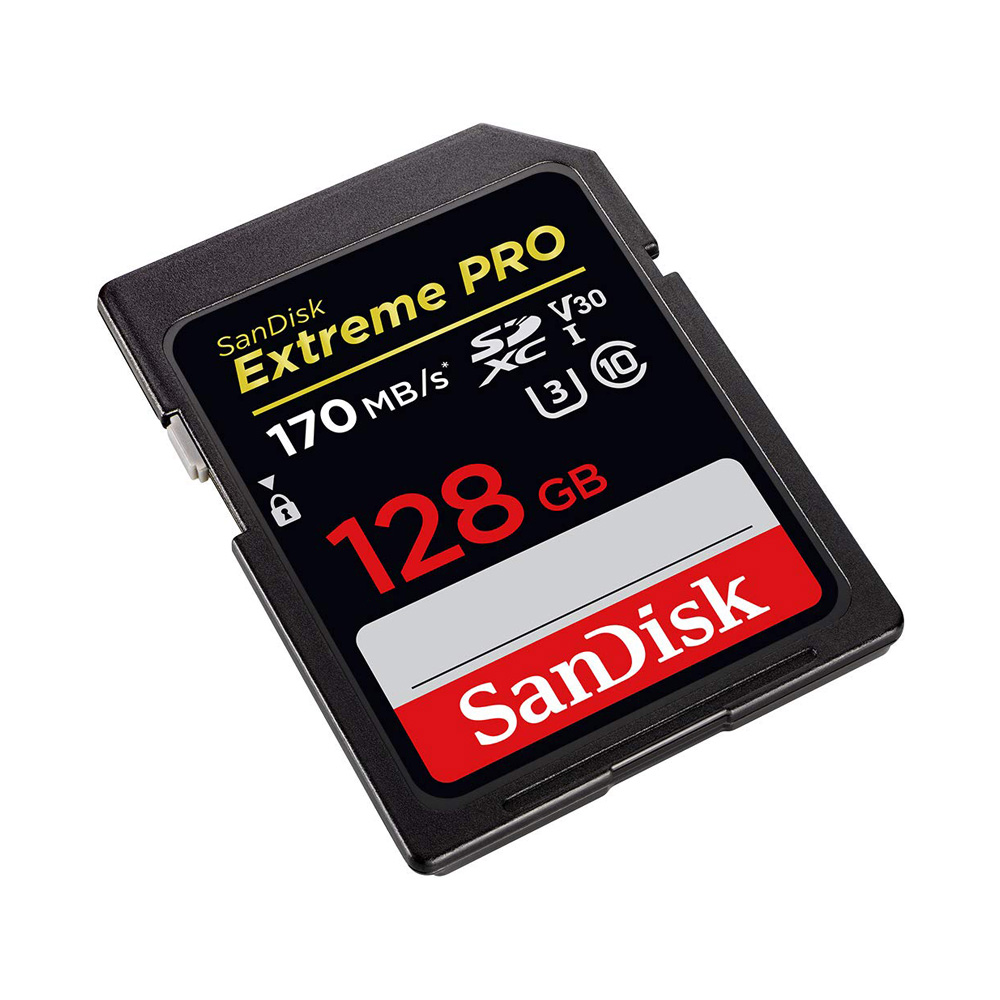 SanDisk
Extreme PRO
170 MB/s*
SD XC V30 I
U3 10
128 GB
SanDisk